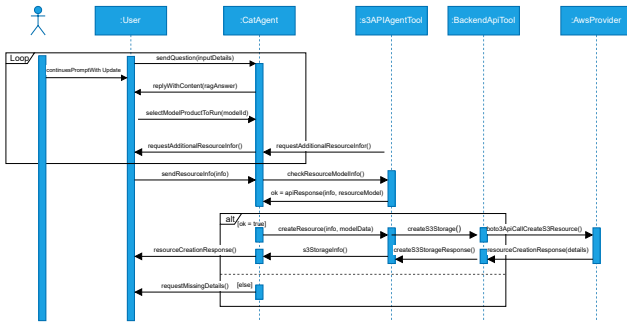 :User
:CatAgent
:s3APIAgentTool
:BackendApiTool
:AwsProvider
Loop
sendQuestion(inputDetails)
continuesPromptWith Update
replyWithContent(ragAnswer)
selectModelProductToRun(modelId)
requestAdditionalResourceInfor()
requestAdditionalResourceInfor()
sendResourceInfo(info)
checkResourceModelInfo()
ok = apiResponse(info, resourceModel)
alt
[ok = true]
createResource(info, modelData)
createS3Storage()
boto3ApiCallCreateS3Resource()
resourceCreationResponse()
s3StorageInfo()
createS3StorageResponse()
resourceCreationResponse(details)
requestMissingDetails()
[else]